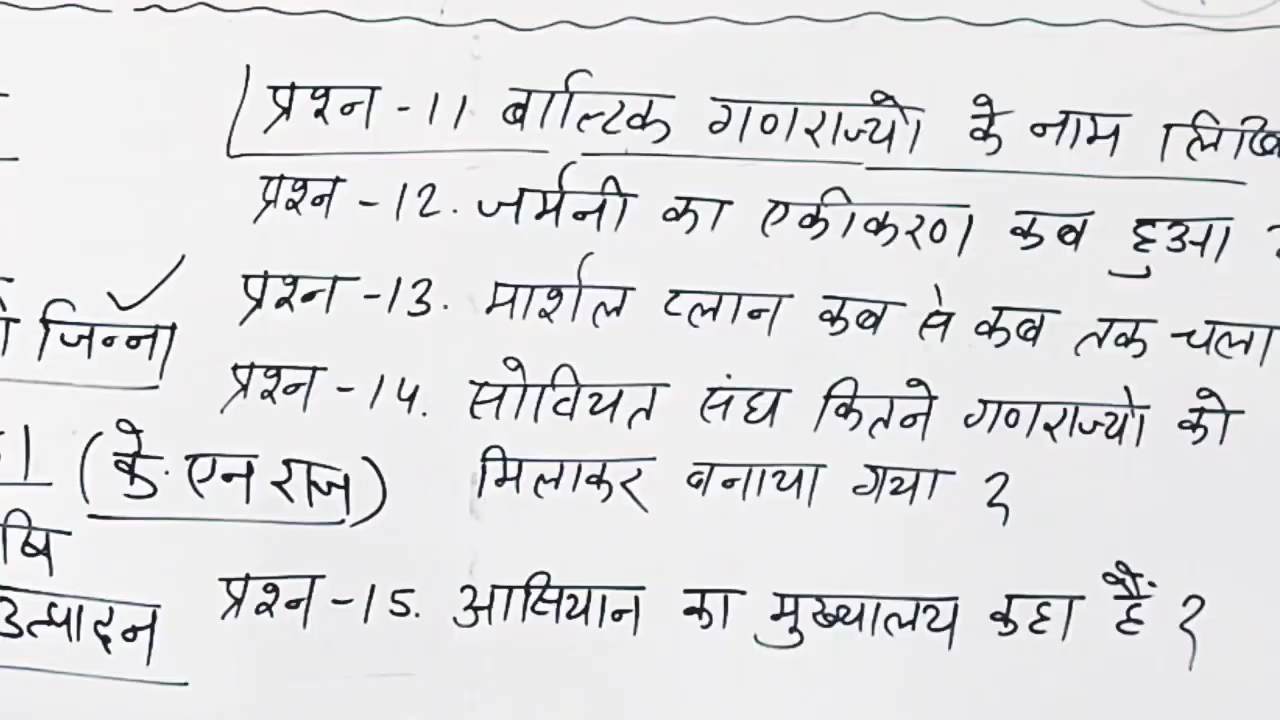 प्रश्न -11 बाल्टिक गणराज्यो के नाम
प्रश्न -12. जर्मनी का एकीकरण कब हुआ ?
प्रश्न -13. मार्शल प्लान कब से कब तक चला
जिन्ना
प्रश्न -14. सोवियत संघ कितने गणराज्यो को
(के. एन राज) मिलाकर बनाया गया ?
प्रश्न -15. आसियान का मुख्यालय कहा है ?
उत्पादन